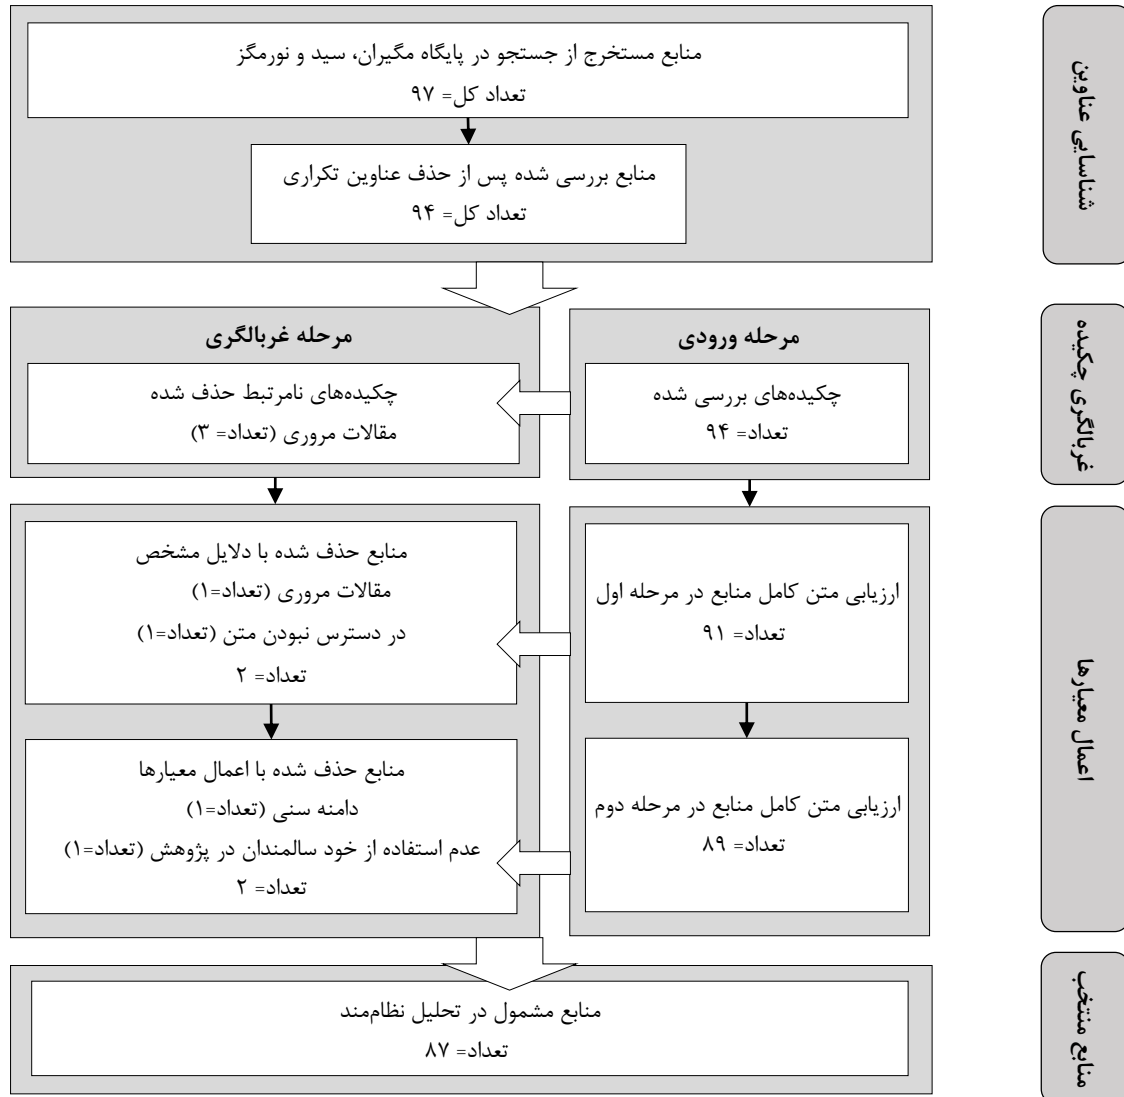 شناسایی عناوین
منابع مستخرج از جستجو در پایگاه مگیران، سید و نورمگز
تعداد کل= ۹۷
منابع بررسی شده پس از حذف عناوین تکراری
تعداد کل= ۹۴
غربالگری چکیده
مرحله ورودی
چکیده‌های بررسی شده
تعداد= ۹۴
مرحله غربالگری
چکیده‌های نامرتبط حذف شده
مقالات مروری (تعداد= ۳)
اعمال معیارها
ارزیابی متن کامل منابع در مرحله اول
تعداد= ۹۱
منابع حذف شده با دلایل مشخص
مقالات مروری (تعداد=۱)
در دسترس نبودن متن (تعداد=۱)
تعداد= ۲
ارزیابی متن کامل منابع در مرحله دوم
تعداد= ۸۹
منابع حذف شده با اعمال معیارها
دامنه سنی (تعداد=۱)
عدم استفاده از خود سالمندان در پژوهش (تعداد=۱)
تعداد= ۲
منابع منتخب
منابع مشمول در تحلیل نظام‌مند
تعداد= ۸۷